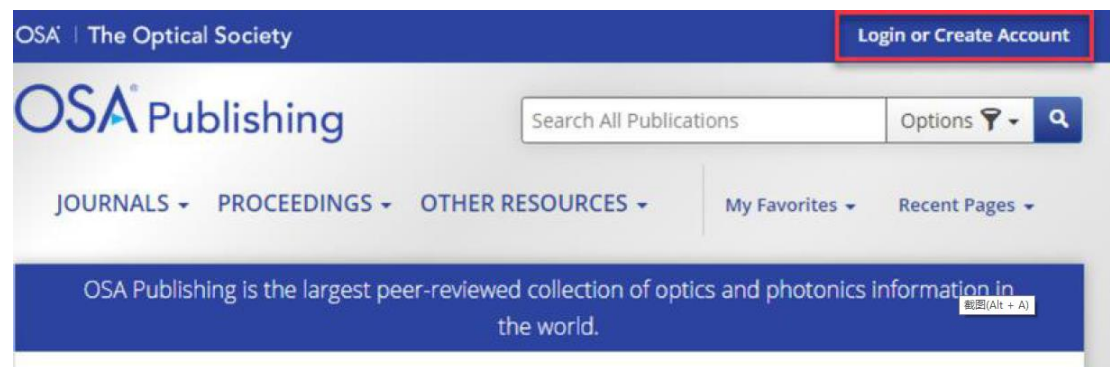 OSA® | The Optical Society
Login or Create Account
OSA® Publishing
Search All Publications
Options
JOURNALS
PROCEEDINGS
OTHER RESOURCES
My Favorites
Recent Pages
OSA Publishing is the largest peer-reviewed collection of optics and photonics information in
the world.
截图(Alt + A)